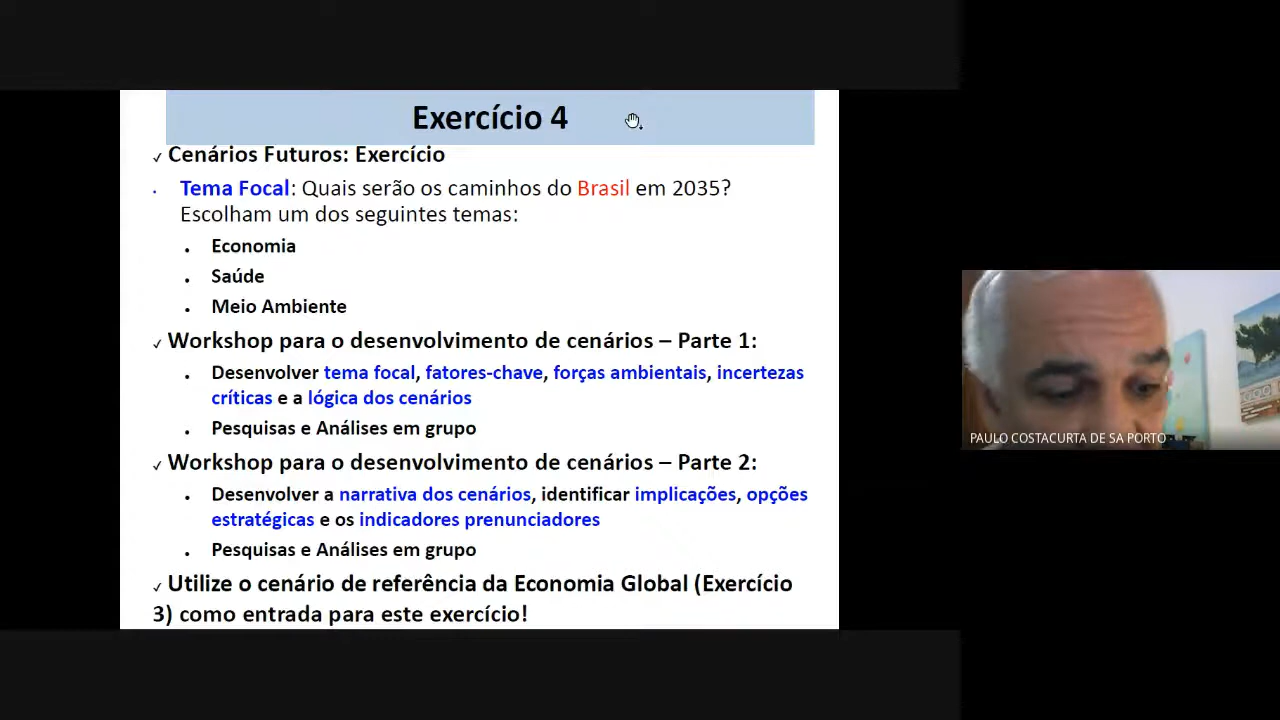 Exercício 4
✓ Cenários Futuros: Exercício
• Tema Focal: Quais serão os caminhos do Brasil em 2035?
Escolham um dos seguintes temas:
• Economia
• Saúde
• Meio Ambiente
✓ Workshop para o desenvolvimento de cenários – Parte 1:
• Desenvolver tema focal, fatores-chave, forças ambientais, incertezas
críticas e a lógica dos cenários
• Pesquisas e Análises em grupo
✓ Workshop para o desenvolvimento de cenários – Parte 2:
• Desenvolver a narrativa dos cenários, identificar implicações, opções
estratégicas e os indicadores prenunciadores
• Pesquisas e Análises em grupo
✓ Utilize o cenário de referência da Economia Global (Exercício
3) como entrada para este exercício!
PAULO COSTACURTA DE SA PORTO